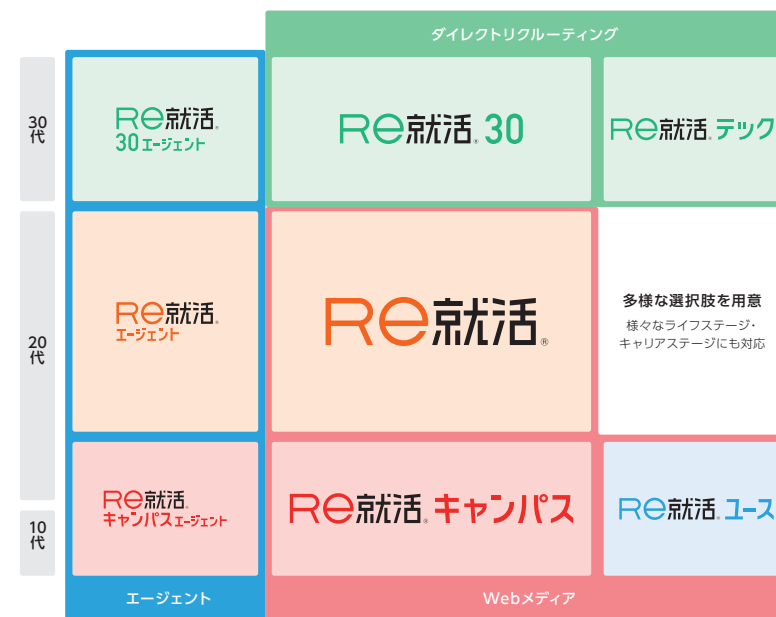 ダイレクトリクルーティング
30
代
Re就活®
30エージェント
Re就活® 30
Re就活® テック
20
代
Re就活®
エージェント
Re就活®
多様な選択肢を用意
様々なライフステージ・
キャリアステージにも対応
10
代
Re就活®
キャンパスエージェント
Re就活® キャンパス
Re就活® ユース
エージェント
Webメディア